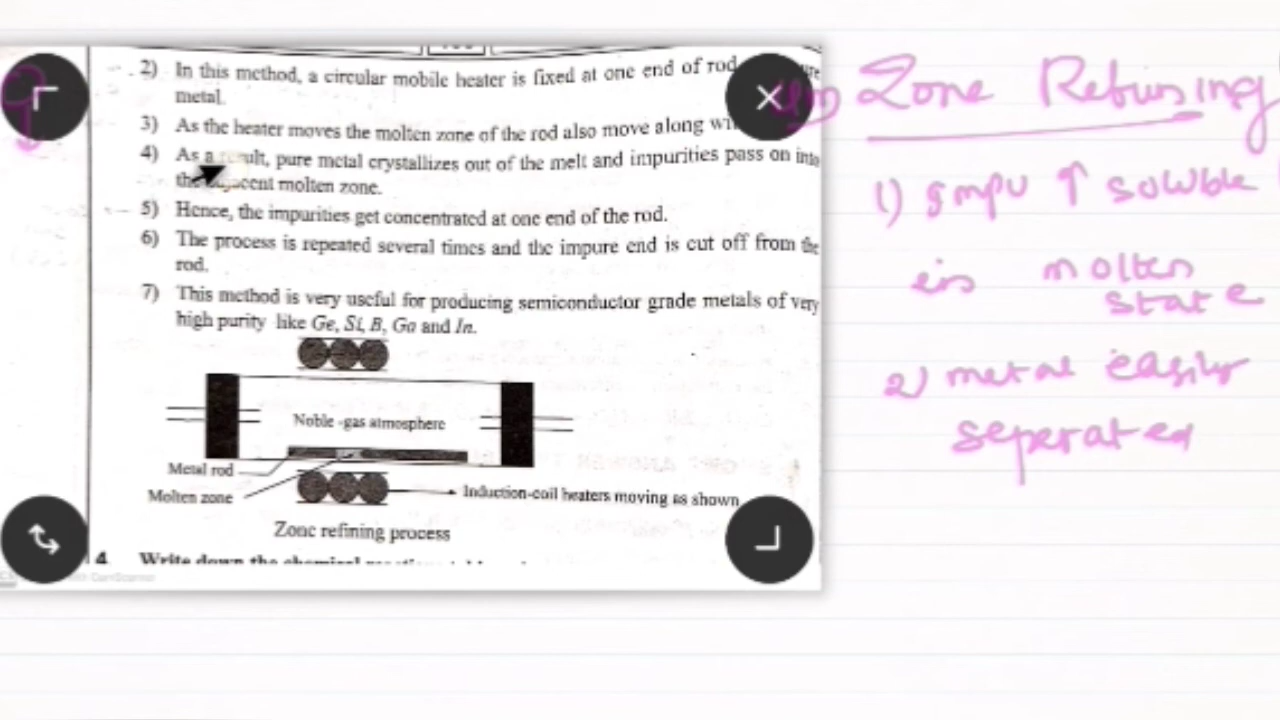 2) In this method, a circular mobile heater is fixed at one end of rod
metal.
3) As the heater moves the molten zone of the rod also move along
4) As a result, pure metal crystallizes out of the melt and impurities pass on into
the adjacent molten zone.
5) Hence, the impurities get concentrated at one end of the rod.
6) The process is repeated several times and the impure end is cut off from the
rod.
7) This method is very useful for producing semiconductor grade metals of very
high purity like Ge, Si, B, Ga and In.
Noble -gas atmosphere
Metal rod
Molten zone
Induction-coil heaters moving as shown
Zone refining process
4. Write down the chemical
Zone
1) impu ↑ soluble
in molten
state
2) metal easily
seperated